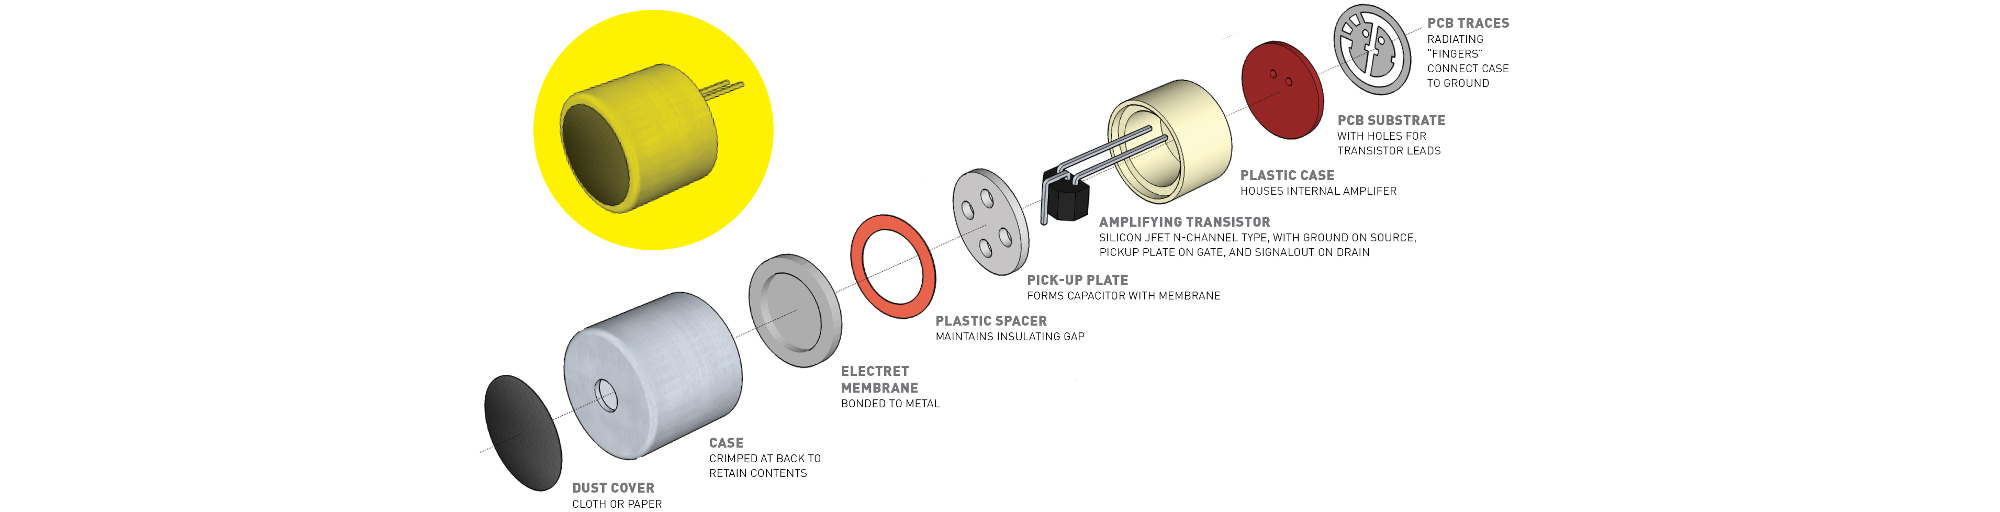 PCB TRACES
RADIATING
"FINGERS"
CONNECT CASE
TO GROUND
PCB SUBSTRATE
WITH HOLES FOR
TRANSISTOR LEADS
PLASTIC CASE
HOUSES INTERNAL AMPLIFER
AMPLIFYING TRANSISTOR
SILICON JFET N-CHANNEL TYPE, WITH GROUND ON SOURCE,
PICKUP PLATE ON GATE, AND SIGNALOUT ON DRAIN
PICK-UP PLATE
FORMS CAPACITOR WITH MEMBRANE
PLASTIC SPACER
MAINTAINS INSULATING GAP
ELECTRET
MEMBRANE
BONDED TO METAL
CASE
CRIMPED AT BACK TO
RETAIN CONTENTS
DUST COVER
CLOTH OR PAPER